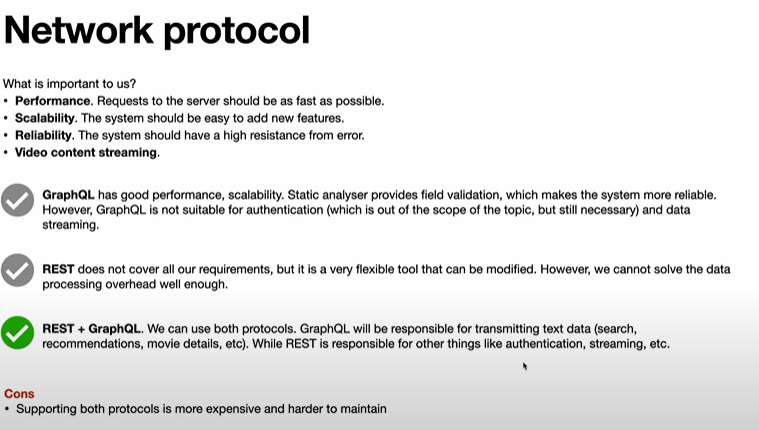 Network protocol
What is important to us?
• Performance. Requests to the server should be as fast as possible.
• Scalability. The system should be easy to add new features.
• Reliability. The system should have a high resistance from error.
• Video content streaming.
GraphQL has good performance, scalability. Static analyser provides field validation, which makes the system more reliable.
However, GraphQL is not suitable for authentication (which is out of the scope of the topic, but still necessary) and data
streaming.
REST does not cover all our requirements, but it is a very flexible tool that can be modified. However, we cannot solve the data
processing overhead well enough.
REST + GraphQL. We can use both protocols. GraphQL will be responsible for transmitting text data (search,
recommendations, movie details, etc). While REST is responsible for other things like authentication, streaming, etc.
Cons
• Supporting both protocols is more expensive and harder to maintain